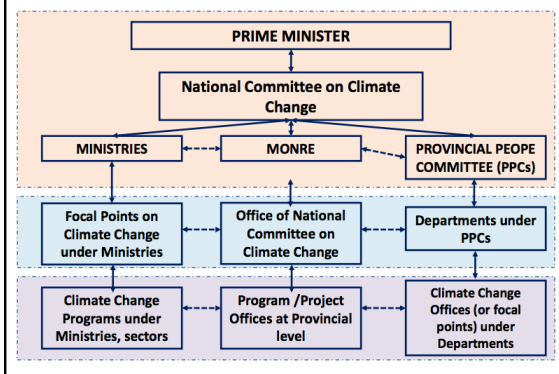 PRIME MINISTER
National Committee on Climate
Change
MINISTRIES
MONRE
PROVINCIAL PEOPE
COMMITTEE (PPCs)
Focal Points on
Climate Change
under Ministries
Office of National
Committee on
Climate Change
Departments under
PPCs
Climate Change
Programs under
Ministries, sectors
Program /Project
Offices at Provincial
level
Climate Change
Offices (or focal
points) under
Departments